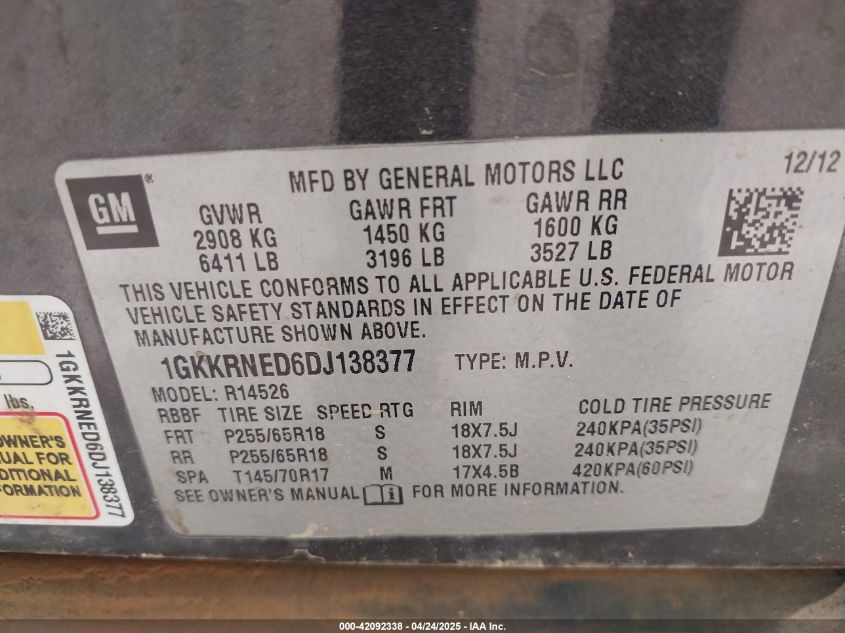 MFD BY GENERAL MOTORS LLC 12/12
GM®
GVWR GAWR FRT GAWR RR
2908 KG 1450 KG 1600 KG
6411 LB 3196 LB 3527 LB
THIS VEHICLE CONFORMS TO ALL APPLICABLE U.S. FEDERAL MOTOR
VEHICLE SAFETY STANDARDS IN EFFECT ON THE DATE OF
MANUFACTURE SHOWN ABOVE.
1GKKRNED6DJ138377 TYPE: M.P.V.
MODEL: R14526
RBBF TIRE SIZE SPEED RTG RIM COLD TIRE PRESSURE
FRT P255/65R18 S 18X7.5J 240KPA(35PSI)
RR P255/65R18 S 18X7.5J 240KPA(35PSI)
SPA T145/70R17 M 17X4.5B 420KPA(60PSI)
SEE OWNER'S MANUAL i FOR MORE INFORMATION.
1GKKRNED6DJ138377
lbs.
OWNER'S
FOR
000-42092338 - 04/24/2025 - IAA Inc.